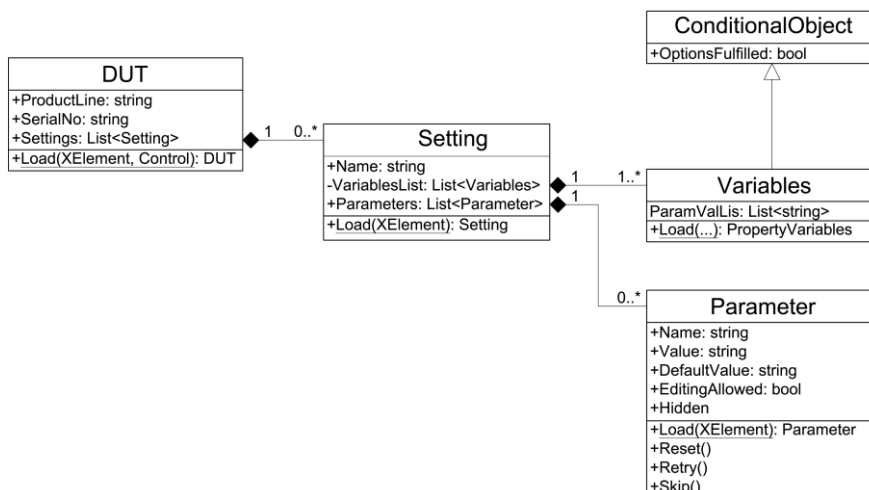 ConditionalObject
+OptionsFulfilled: bool
DUT
+ProductLine: string
+SerialNo: string
+Settings: List<Setting>
+Load(XElement, Control): DUT
1
0..*
Setting
+Name: string
-VariablesList: List<Variables>
+Parameters: List<Parameter>
+Load(XElement): Setting
1
1..*
1
0..*
Variables
ParamValLis: List<string>
+Load(...): PropertyVariables
Parameter
+Name: string
+Value: string
+DefaultValue: string
+EditingAllowed: bool
+Hidden
+Load(XElement): Parameter
+Reset()
+Retry()
+Skip()